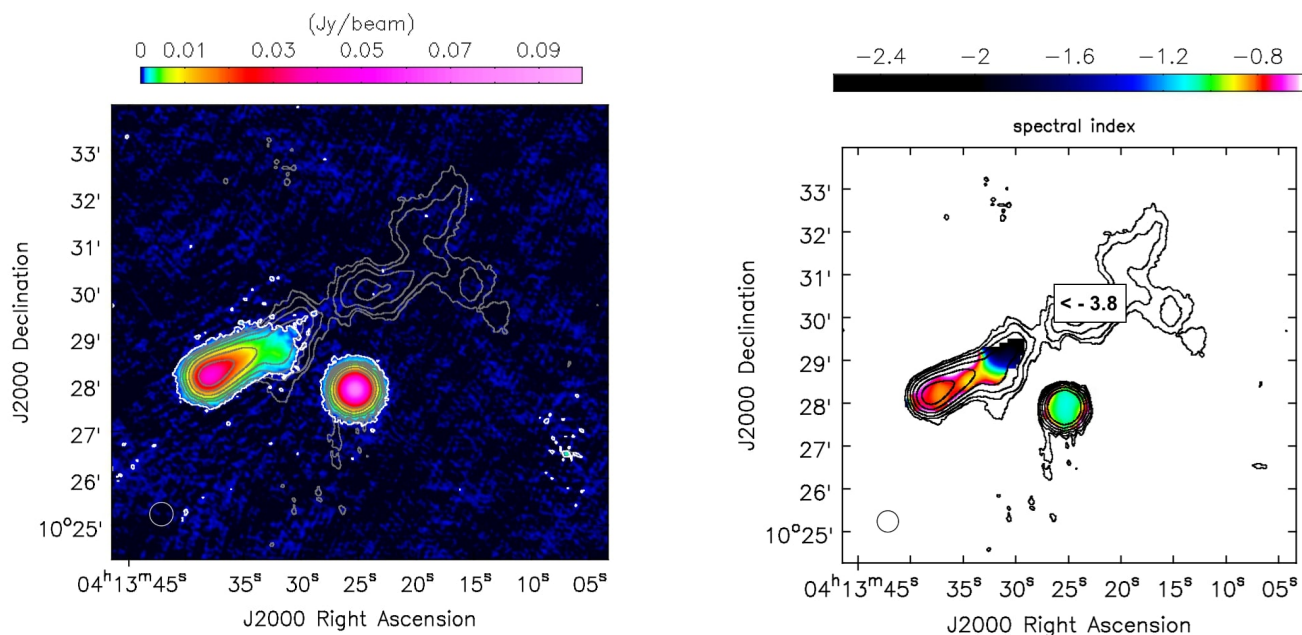 (Jy/beam)
0 0.01 0.03 0.05 0.07 0.09
33'
32'
31'
30'
29'
28'
27'
26'
10°25'
J2000 Declination
04ʰ13ᵐ45ˢ 35ˢ 30ˢ 25ˢ 20ˢ 15ˢ 10ˢ 05ˢ
J2000 Right Ascension
−2.4 −2 −1.6 −1.2 −0.8
spectral index
33'
32'
31'
30'
29'
28'
27'
26'
10°25'
J2000 Declination
< - 3.8
04ʰ13ᵐ45ˢ 35ˢ 30ˢ 25ˢ 20ˢ 15ˢ 10ˢ 05ˢ
J2000 Right Ascension